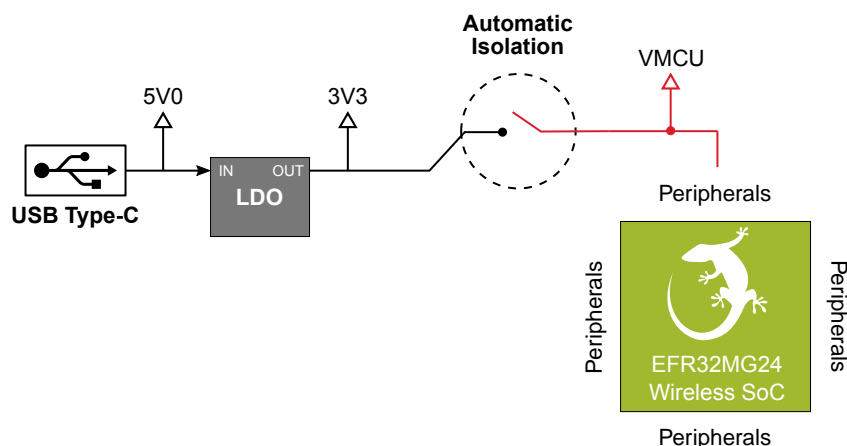 Automatic
Isolation
VMCU
5V0
3V3
IN
OUT
LDO
USB Type-C
Peripherals
Peripherals
Peripherals
EFR32MG24
Wireless SoC
Peripherals